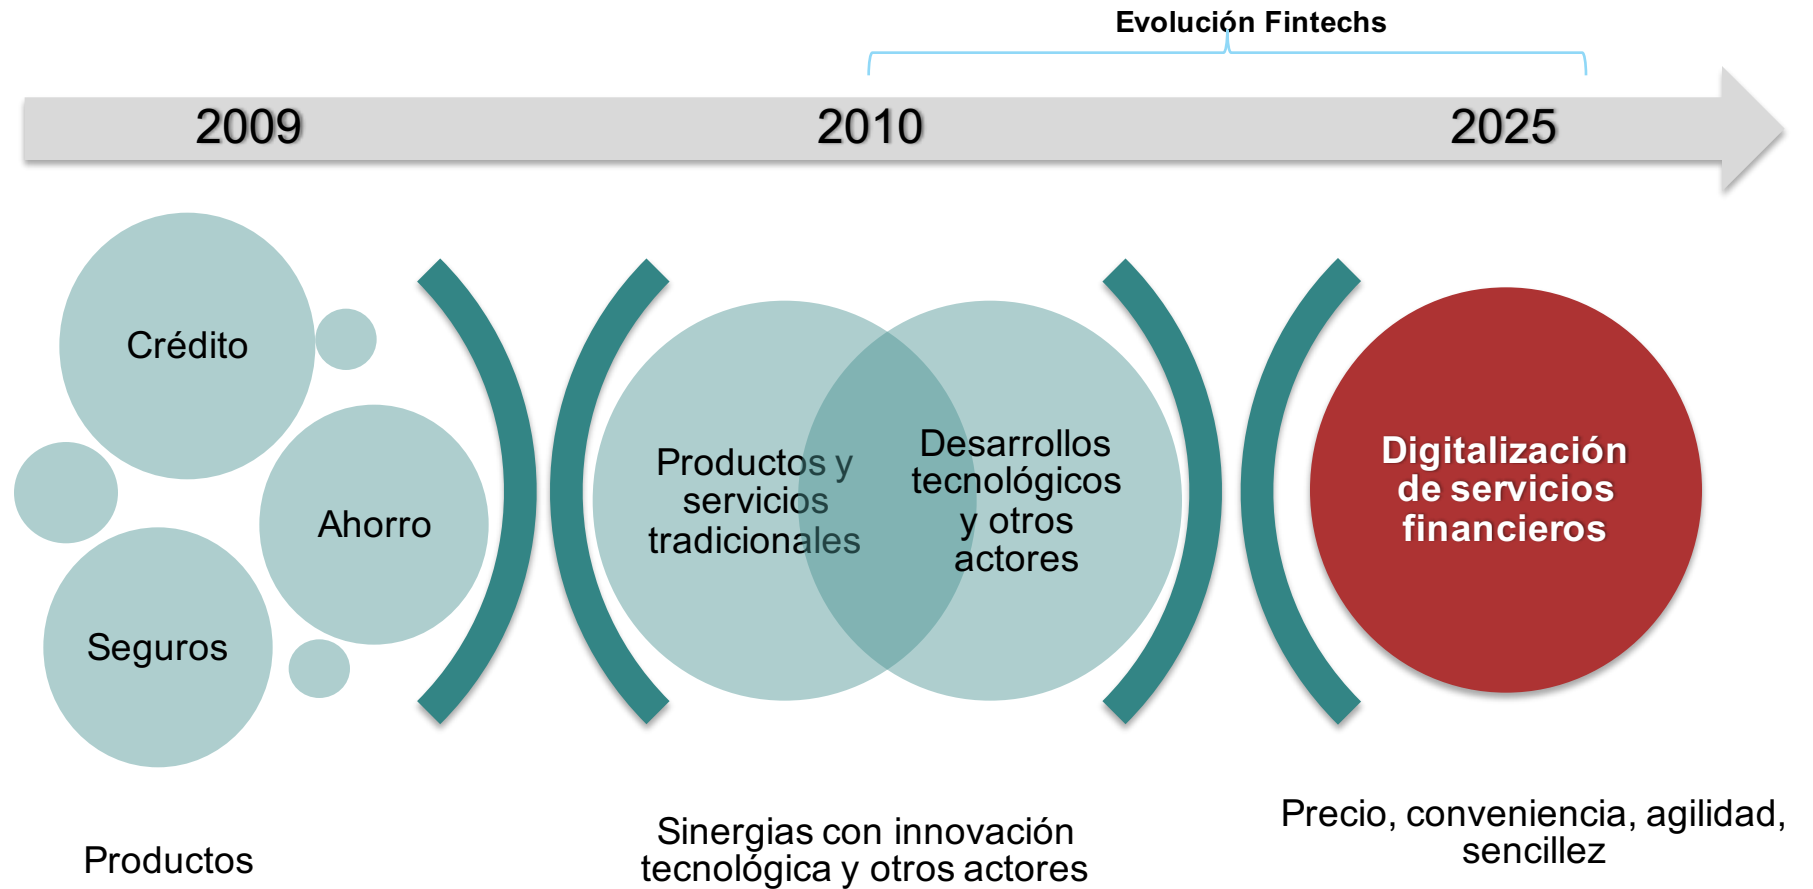 Evolución Fintechs
2009
2010
2025
Crédito
Ahorro
Seguros
Productos y
servicios
tradicionales
Desarrollos
tecnológicos
y otros
actores
Digitalización
de servicios
financieros
Productos
Sinergias con innovación
tecnológica y otros actores
Precio, conveniencia, agilidad,
sencillez